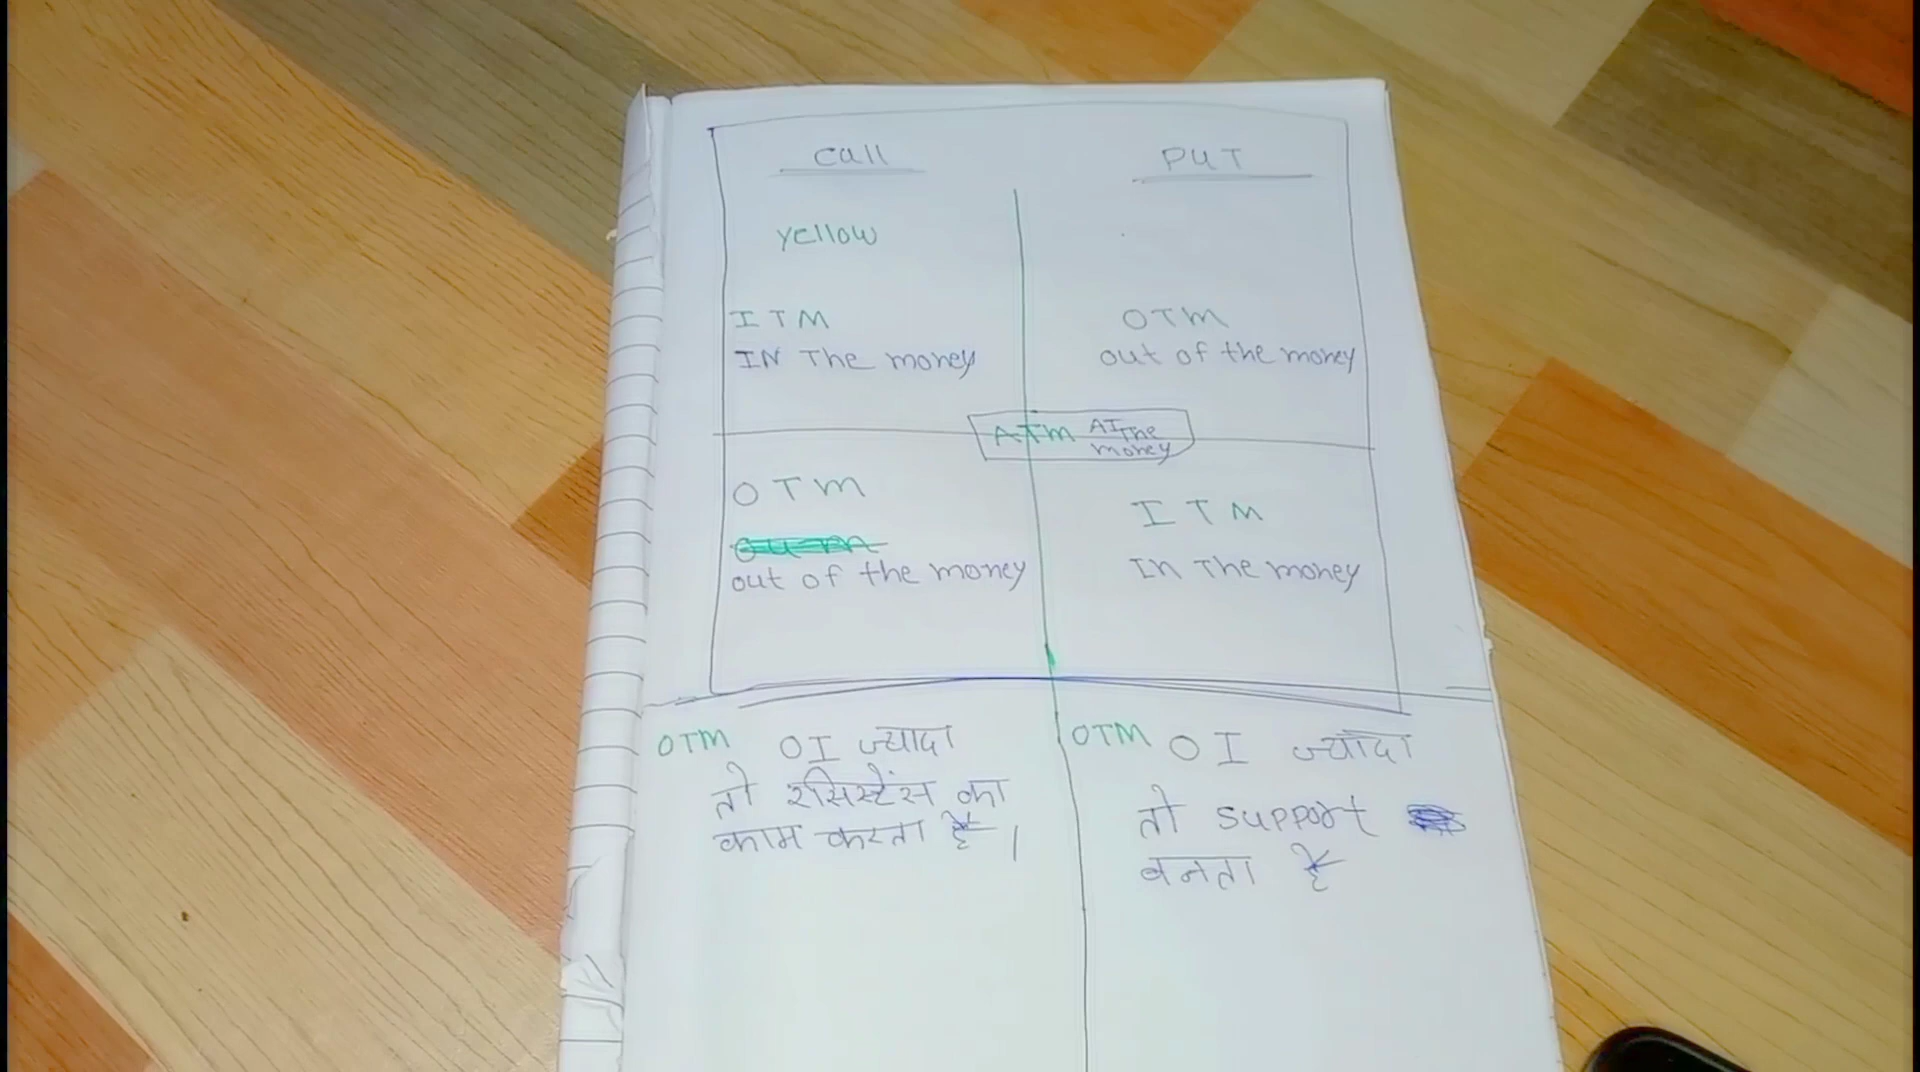 call
PUT
yellow
ITM
IN The money
OTM
out of the money
ATM AT The
money
OTM
out of the money
ITM
In The money
OTM OI ज्यादा
तो रसिस्टेंस का
काम करता है।
OTM OI ज्यादा
तो support
बनता है